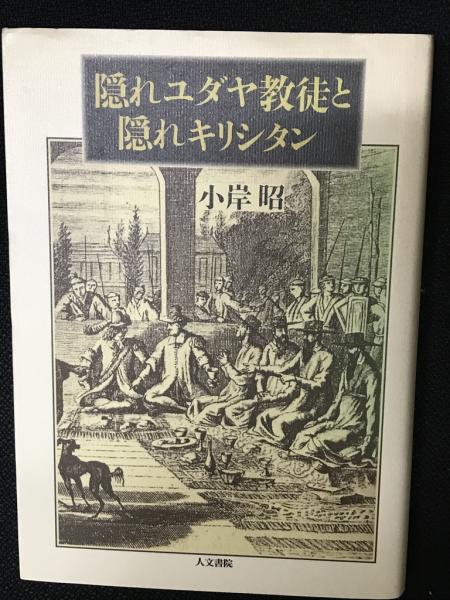 隠れユダヤ教徒と
隠れキリシタン
小岸 昭
人文書院